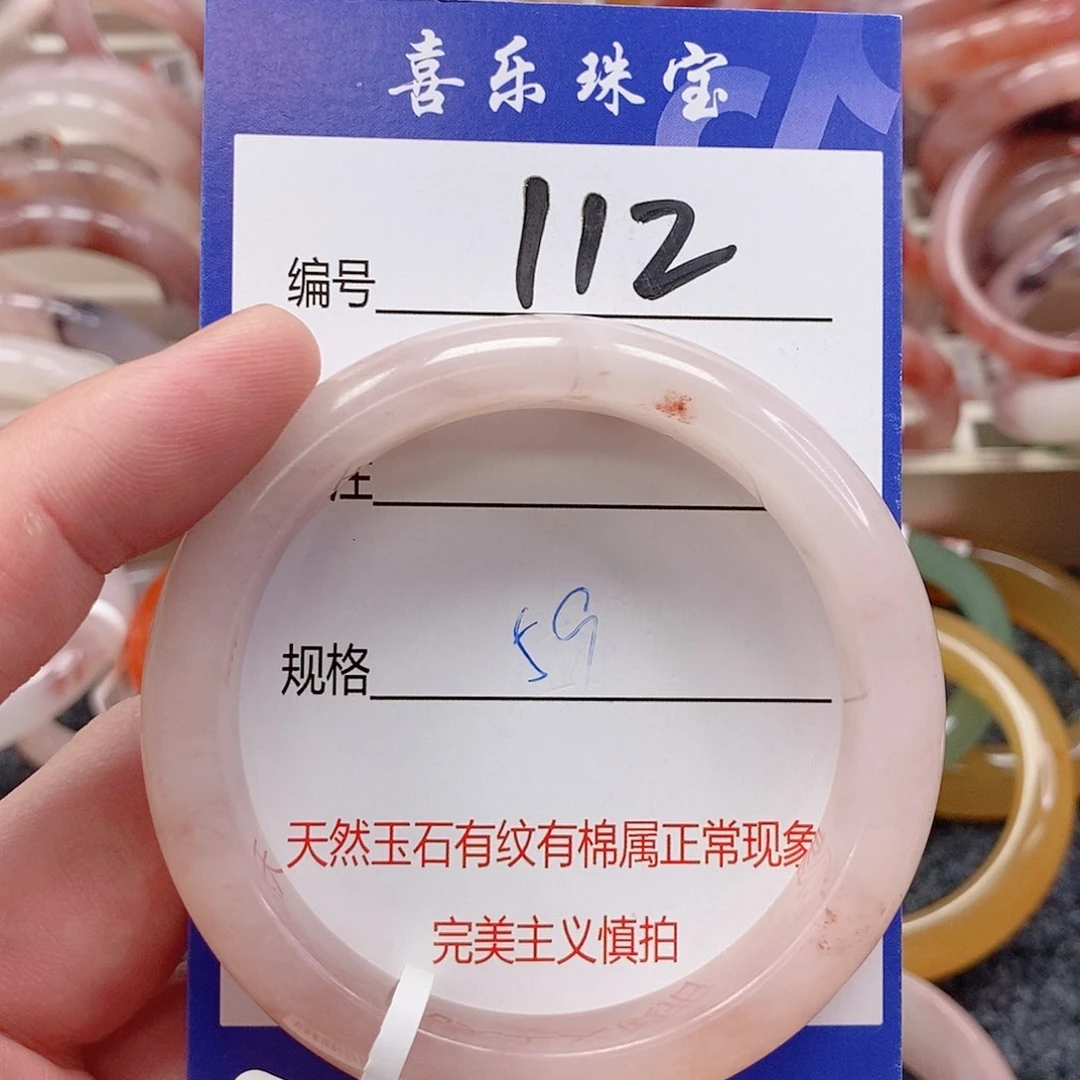 喜乐珠宝
编号 112
注
规格 59
天然玉石有纹有棉属正常现象
完美主义慎拍